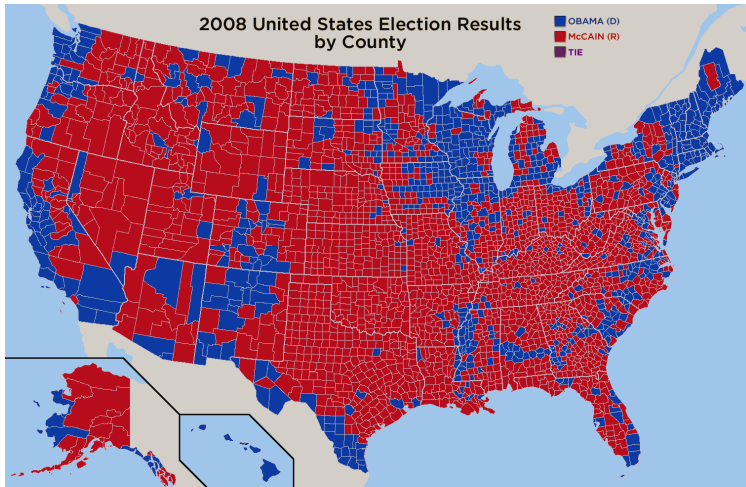 2008 United States Election Results
by County
OBAMA (D)
McCAIN (R)
TIE